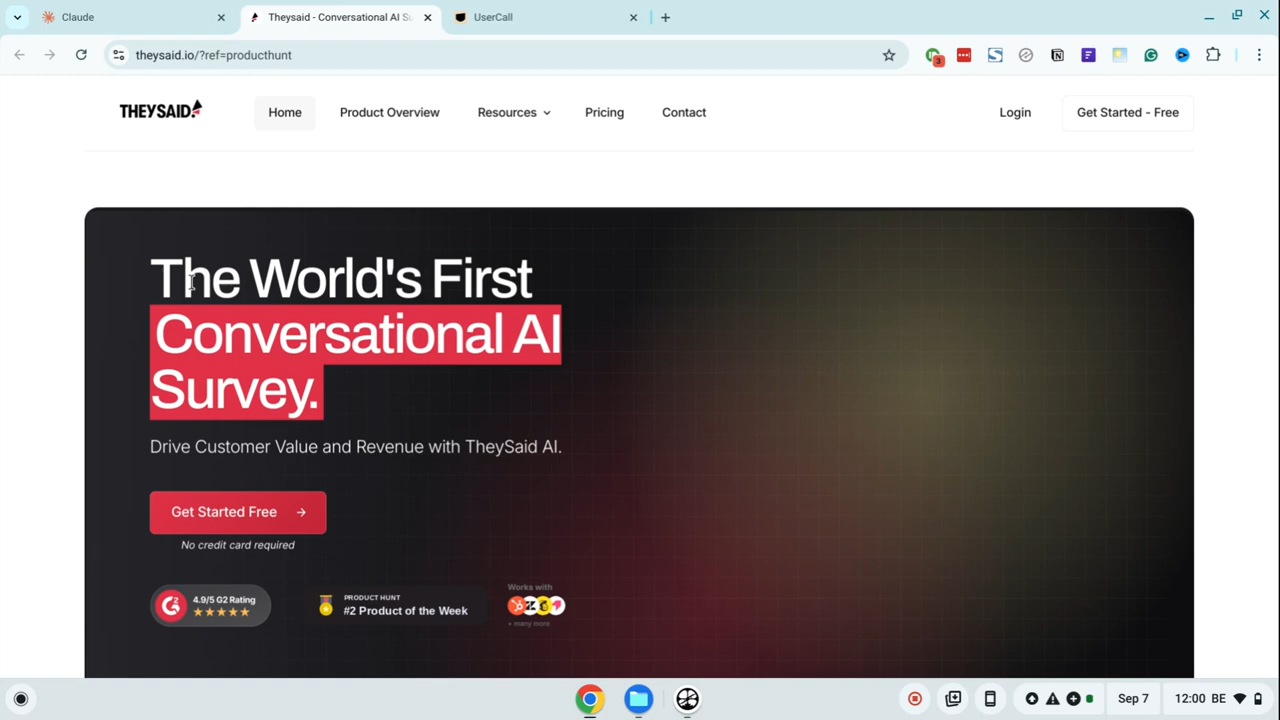 Claude
Theysaid - Conversational AI Su
UserCall
theysaid.io/?ref=producthunt
3
THEYSAID
Home
Product Overview
Resources
Pricing
Contact
Login
Get Started - Free
The World's First
Conversational AI
Survey.
Drive Customer Value and Revenue with TheySaid AI.
Get Started Free
No credit card required
4.9/5 G2 Rating
PRODUCT HUNT
#2 Product of the Week
Works with
+ many more
Sep 7
12:00 BE